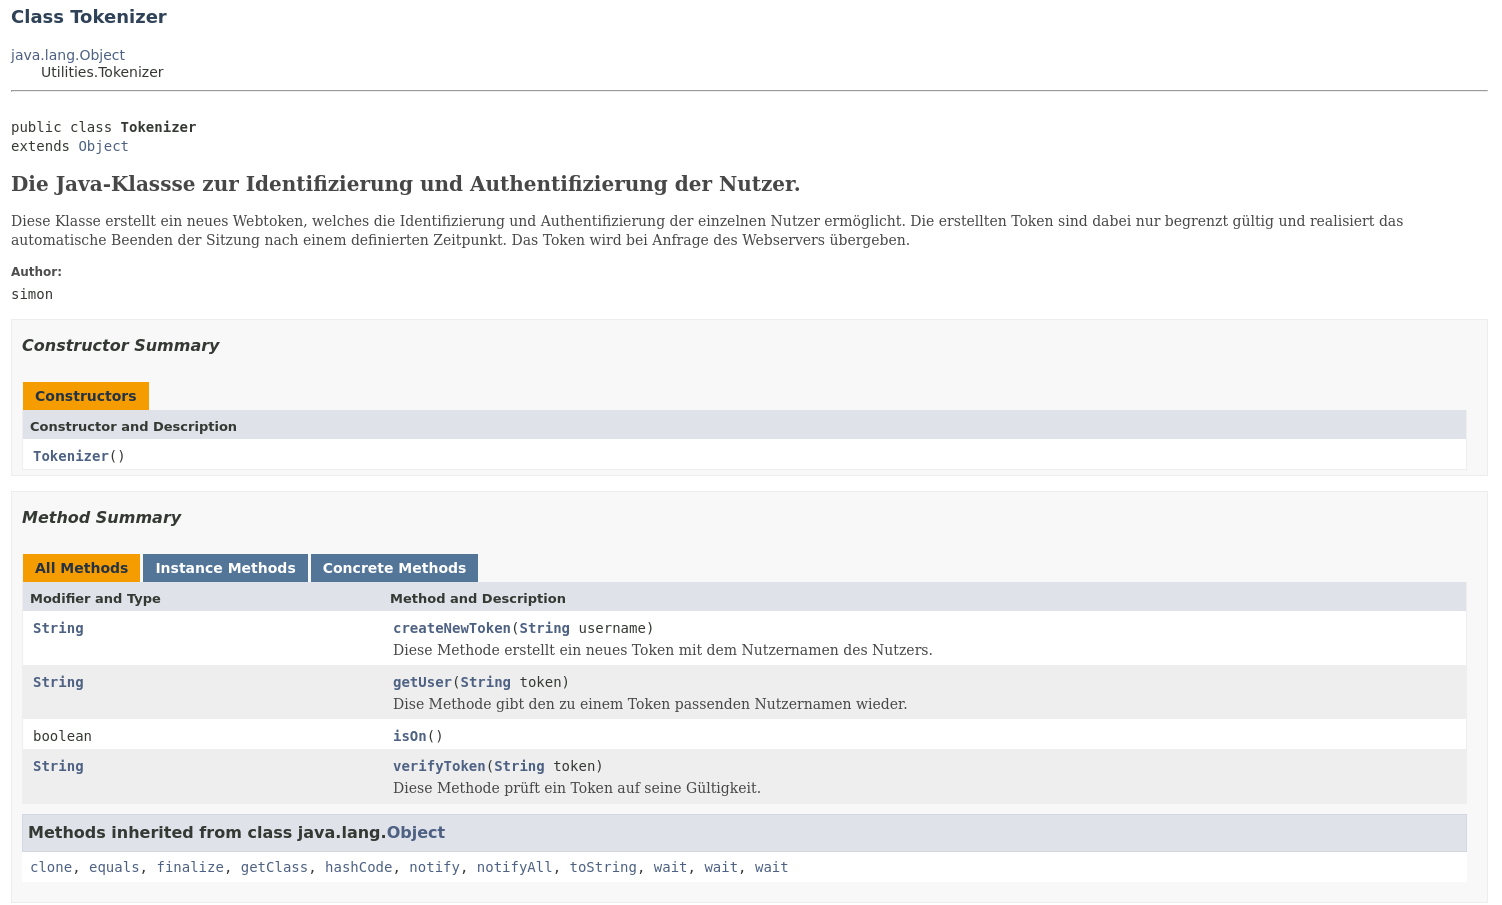 Class Tokenizer
java.lang.Object
Utilities.Tokenizer
public class Tokenizer
extends Object
Die Java-Klassse zur Identifizierung und Authentifizierung der Nutzer.
Diese Klasse erstellt ein neues Webtoken, welches die Identifizierung und Authentifizierung der einzelnen Nutzer ermöglicht. Die erstellten Token sind dabei nur begrenzt gültig und realisiert das
automatische Beenden der Sitzung nach einem definierten Zeitpunkt. Das Token wird bei Anfrage des Webservers übergeben.
Author:
simon
Constructor Summary
Constructors
Constructor and Description
Tokenizer()
Method Summary
All Methods Instance Methods Concrete Methods
Modifier and Type Method and Description
String createNewToken(String username)
Diese Methode erstellt ein neues Token mit dem Nutzernamen des Nutzers.
String getUser(String token)
Dise Methode gibt den zu einem Token passenden Nutzernamen wieder.
boolean isOn()
String verifyToken(String token)
Diese Methode prüft ein Token auf seine Gültigkeit.
Methods inherited from class java.lang.Object
clone, equals, finalize, getClass, hashCode, notify, notifyAll, toString, wait, wait, wait